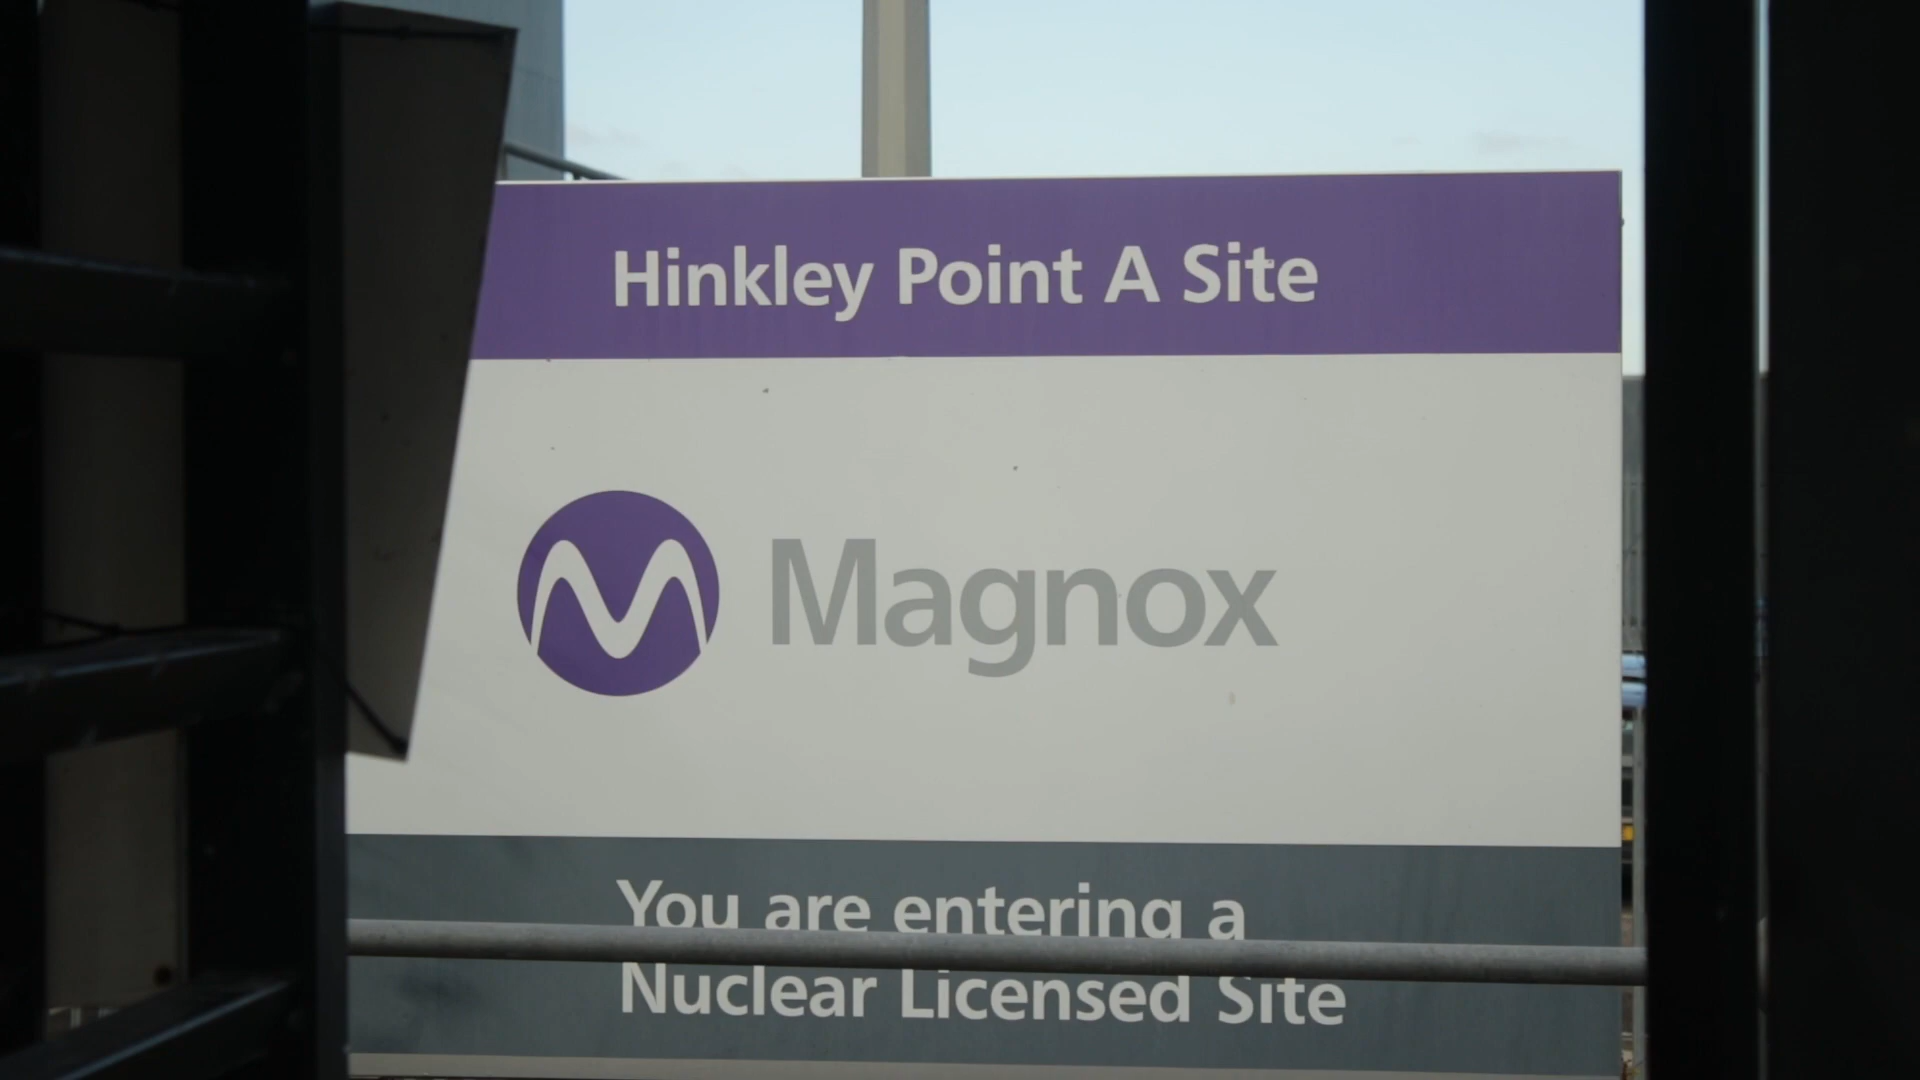 Hinkley Point A Site
Magnox
You are entering a
Nuclear Licensed Site